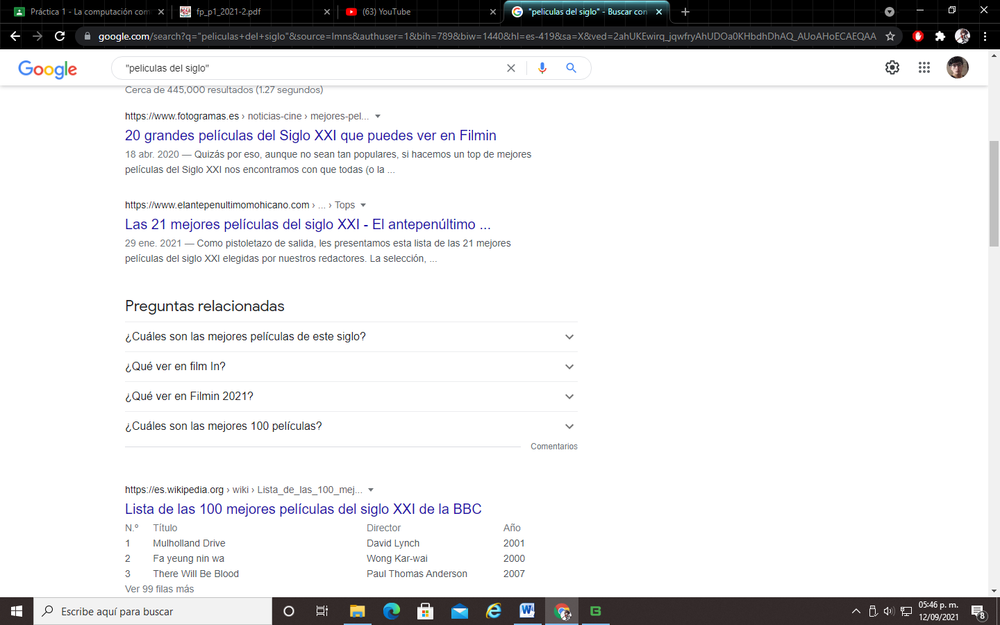 Práctica 1 - La computación com
fp_p1_2021-2.pdf
(63) YouTube
"peliculas del siglo" - Buscar con
google.com/search?q="peliculas+del+siglo"&source=lmns&authuser=1&bih=789&biw=1440&hl=es-419&sa=X&ved=2ahUKEwirq_jqwfryAhUDOa0KHbdhDhAQ_AUoAHoECAEQAA
Google
"peliculas del siglo"
Cerca de 445,000 resultados (1.27 segundos)
https://www.fotogramas.es › noticias-cine › mejores-pel...
20 grandes películas del Siglo XXI que puedes ver en Filmin
18 abr. 2020 — Quizás por eso, aunque no sean tan populares, si hacemos un top de mejores
películas del Siglo XXI nos encontramos con que todas (o la ...
https://www.elantepenultimomohicano.com › ... › Tops
Las 21 mejores películas del siglo XXI - El antepenúltimo ...
29 ene. 2021 — Como pistoletazo de salida, les presentamos esta lista de las 21 mejores
películas del siglo XXI elegidas por nuestros redactores. La selección, ...
Preguntas relacionadas
¿Cuáles son las mejores películas de este siglo?
¿Qué ver en film In?
¿Qué ver en Filmin 2021?
¿Cuáles son las mejores 100 películas?
Comentarios
https://es.wikipedia.org › wiki › Lista_de_las_100_mej...
Lista de las 100 mejores películas del siglo XXI de la BBC
N.º Título Director Año
1 Mulholland Drive David Lynch 2001
2 Fa yeung nin wa Wong Kar-wai 2000
3 There Will Be Blood Paul Thomas Anderson 2007
Ver 99 filas más
Escribe aquí para buscar
05:46 p. m.
12/09/2021
8